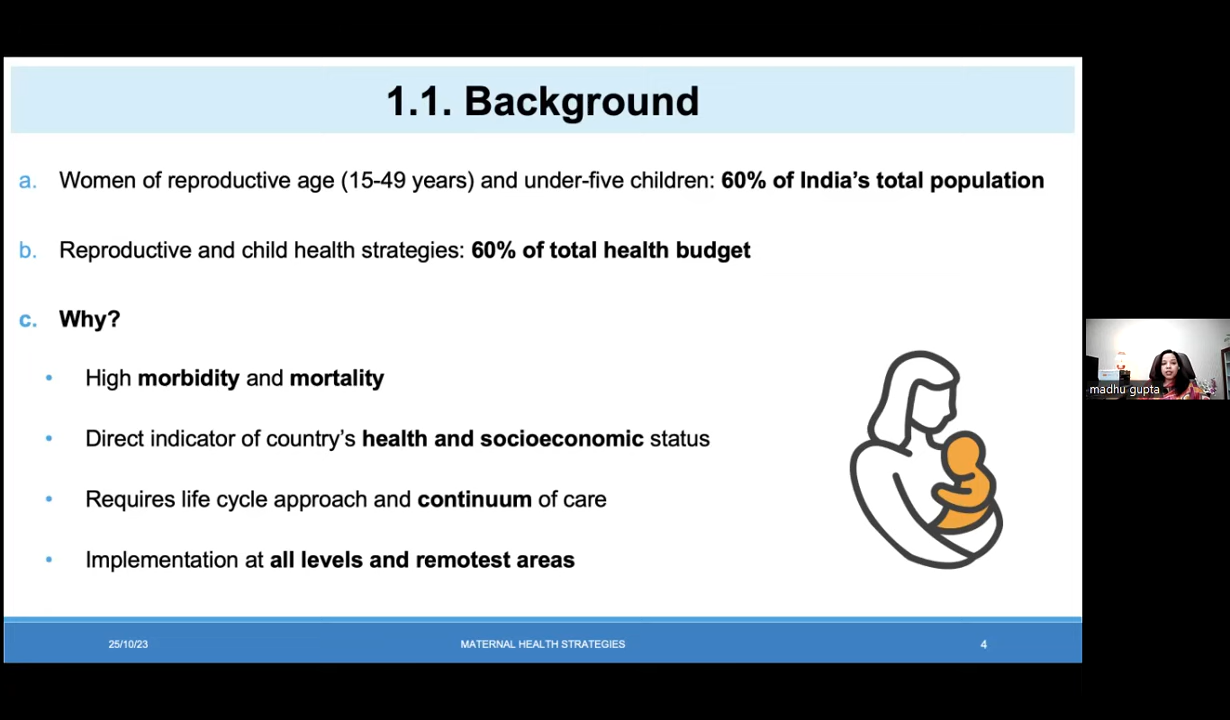 1.1. Background
a. Women of reproductive age (15-49 years) and under-five children: 60% of India’s total population
b. Reproductive and child health strategies: 60% of total health budget
c. Why?
• High morbidity and mortality
• Direct indicator of country’s health and socioeconomic status
• Requires life cycle approach and continuum of care
• Implementation at all levels and remotest areas
madhu gupta
25/10/23 MATERNAL HEALTH STRATEGIES 4